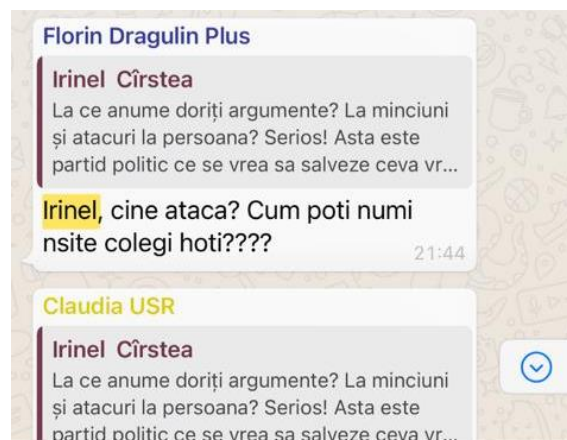 Florin Dragulin Plus
Irinel Cîrstea
La ce anume doriți argumente? La minciuni
și atacuri la persoana? Serios! Asta este
partid politic ce se vrea sa salveze ceva vr...
Irinel, cine ataca? Cum poti numi
nsite colegi hoti????
21:44
Claudia USR
Irinel Cîrstea
La ce anume doriți argumente? La minciuni
și atacuri la persoana? Serios! Asta este
partid politic ce se vrea sa salveze ceva vr...